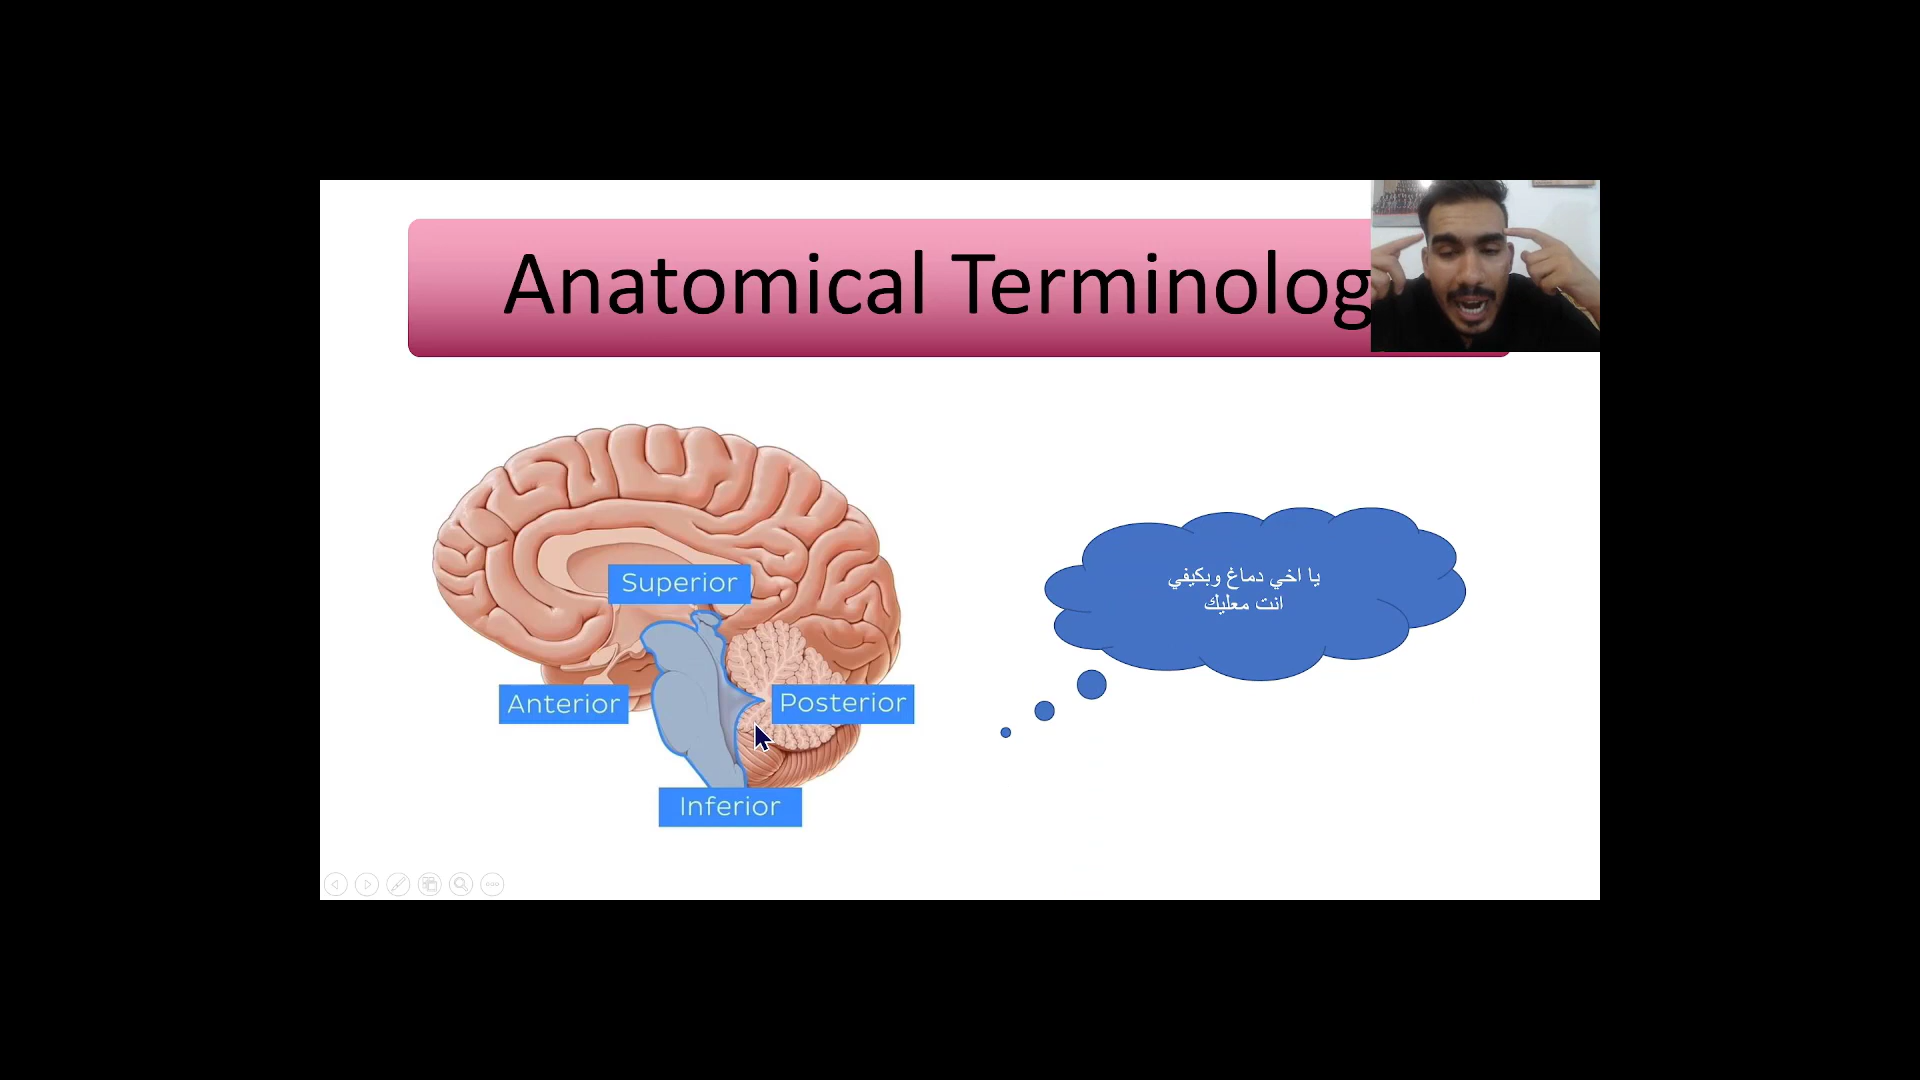 Anatomical Terminolog
Superior
Anterior
Posterior
Inferior
يا اخي دماغ وبكيفي
انت معليك